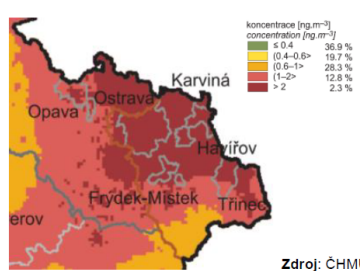 koncentrace [ng.m⁻³]
concentration [ng.m⁻³]
≤ 0.4 36.9 %
(0.4–0.6> 19.7 %
(0.6–1> 28.3 %
(1–2> 12.8 %
> 2 2.3 %
Karviná
Ostrava
Opava
Havířov
Frýdek-Místek
Třinec
erov
Zdroj: ČHMÚ